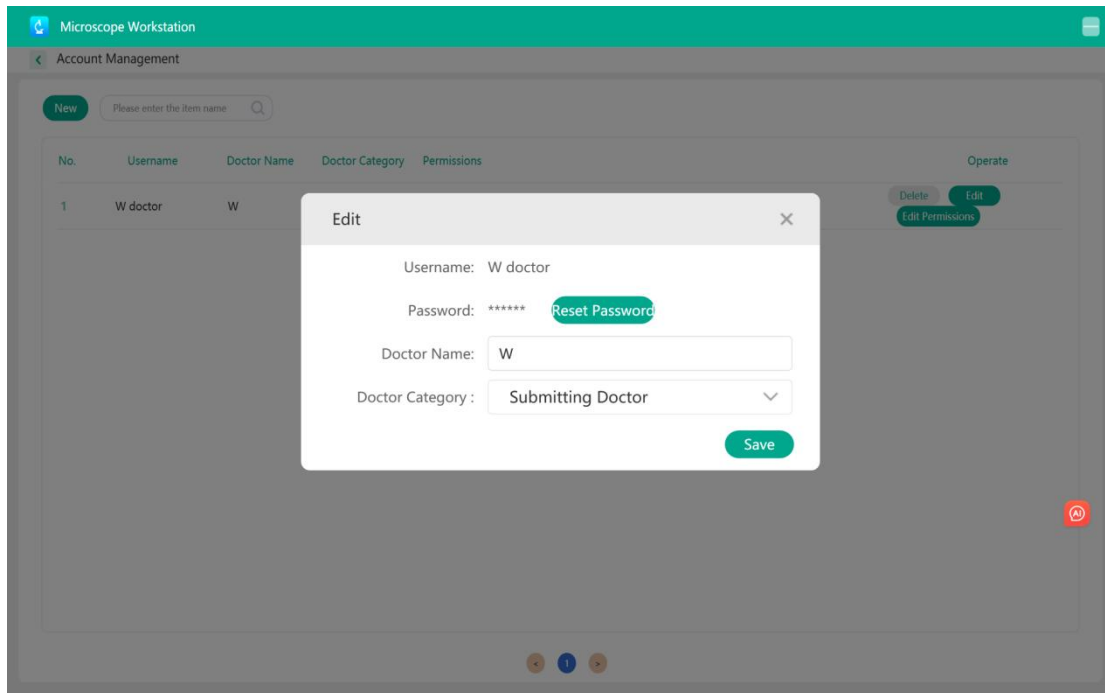 Microscope Workstation
Account Management
New
Please enter the item name
No. Username Doctor Name Doctor Category Permissions Operate
1 W doctor W
Delete Edit
Edit Permissions
Edit
Username: W doctor
Password: ****** Reset Password
Doctor Name: W
Doctor Category : Submitting Doctor
Save
AI
< 1 >